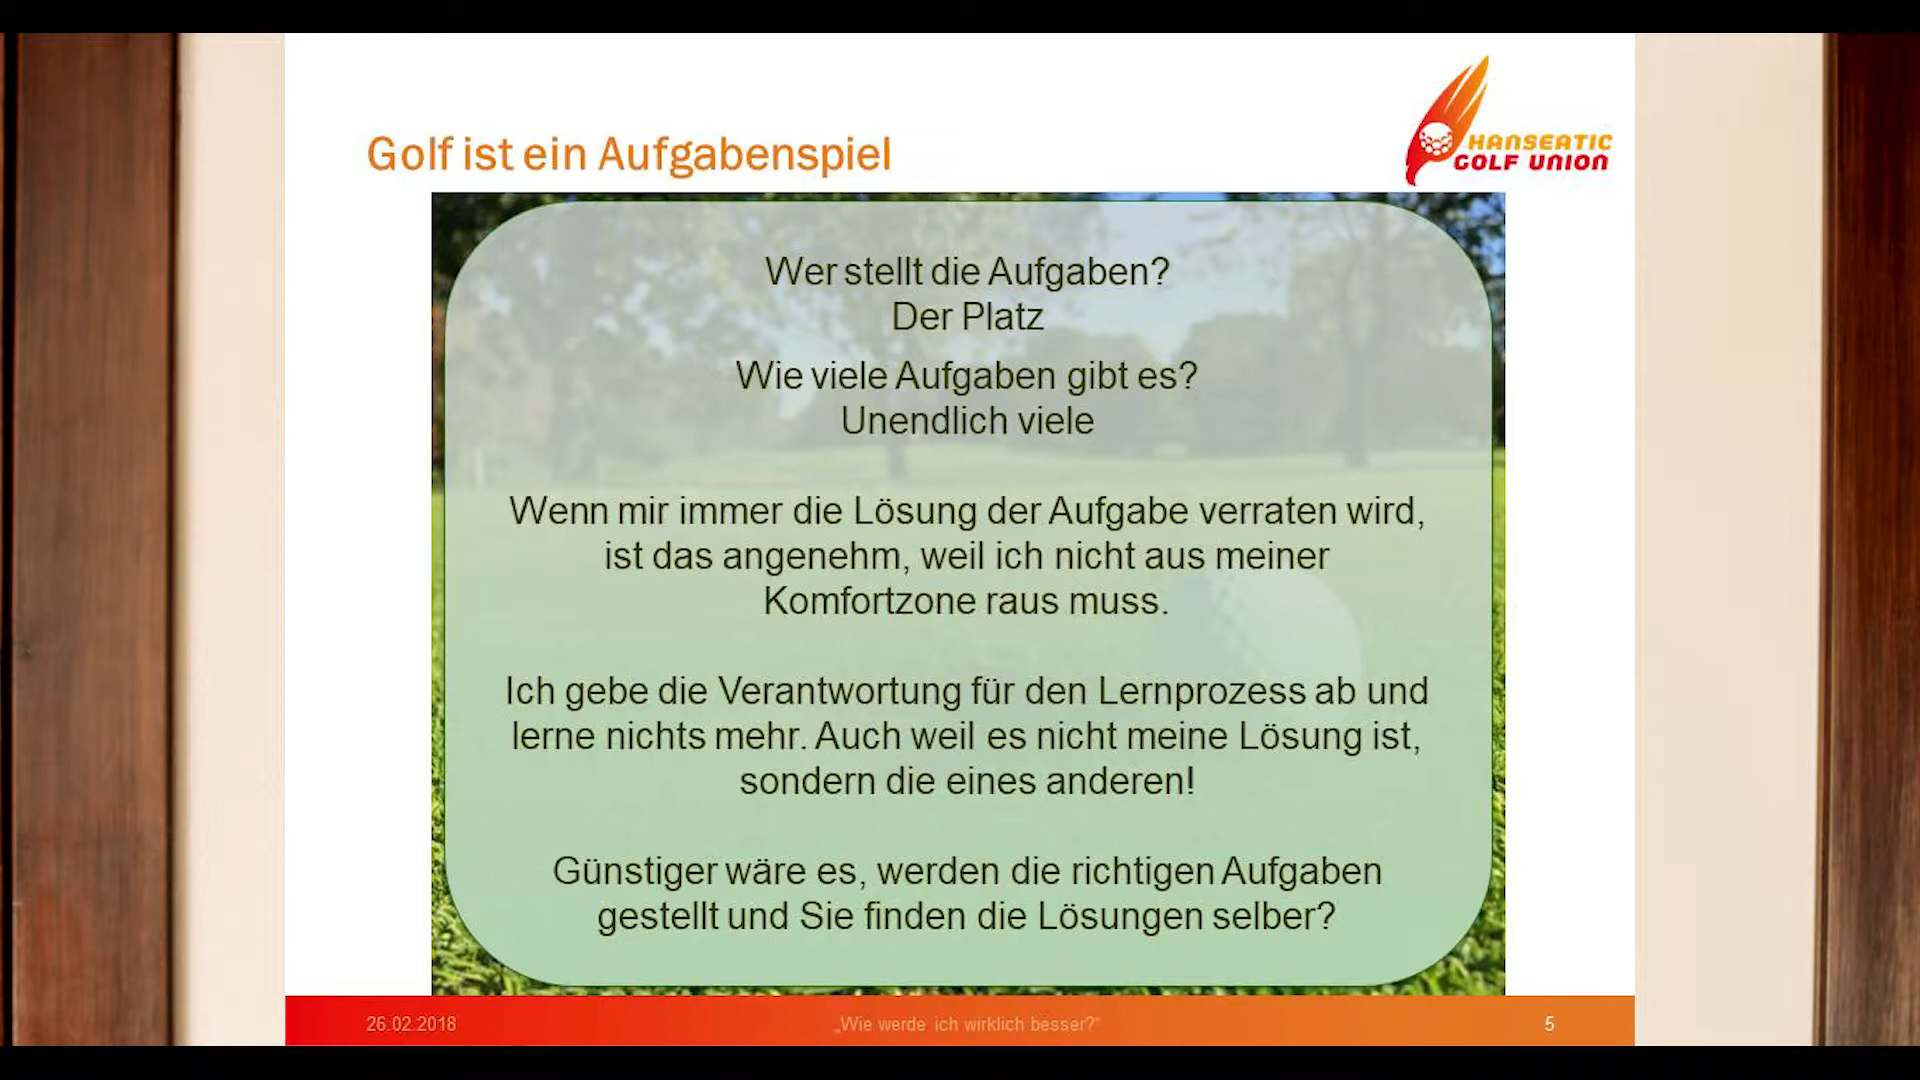 Golf ist ein Aufgabenspiel
HANSEATIC
GOLF UNION
Wer stellt die Aufgaben?
Der Platz
Wie viele Aufgaben gibt es?
Unendlich viele
Wenn mir immer die Lösung der Aufgabe verraten wird,
ist das angenehm, weil ich nicht aus meiner
Komfortzone raus muss.
Ich gebe die Verantwortung für den Lernprozess ab und
lerne nichts mehr. Auch weil es nicht meine Lösung ist,
sondern die eines anderen!
Günstiger wäre es, werden die richtigen Aufgaben
gestellt und Sie finden die Lösungen selber?
26.02.2018
„Wie werde ich wirklich besser?“
5